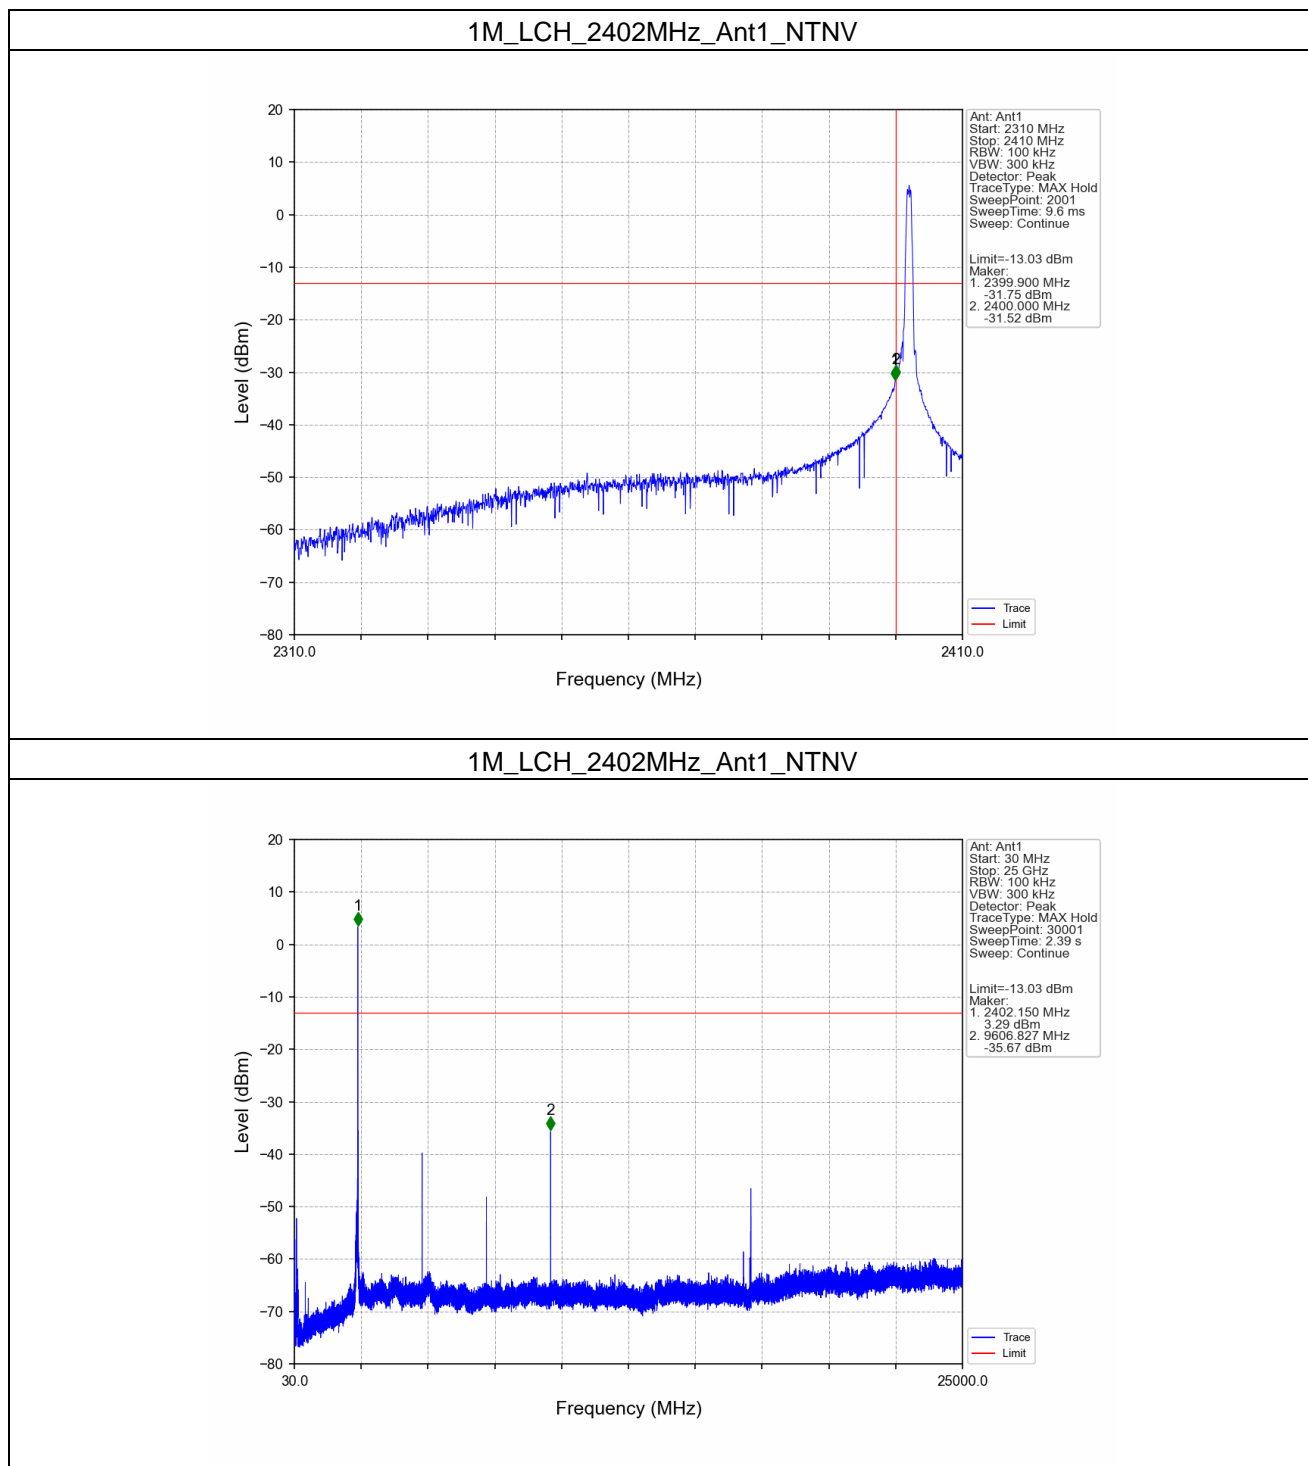 1M_LCH_2402MHz_Ant1_NTNV
20
10
0
−10
−20
−30
−40
−50
−60
−70
−80
Level (dBm)
2310.0
2410.0
Frequency (MHz)
2
Ant: Ant1
Start: 2310 MHz
Stop: 2410 MHz
RBW: 100 kHz
VBW: 300 kHz
Detector: Peak
TraceType: MAX Hold
SweepPoint: 2001
SweepTime: 9.6 ms
Sweep: Continue
Limit=-13.03 dBm
Maker:
1. 2399.900 MHz
-31.75 dBm
2. 2400.000 MHz
-31.52 dBm
Trace
Limit
1M_LCH_2402MHz_Ant1_NTNV
20
10
0
−10
−20
−30
−40
−50
−60
−70
−80
Level (dBm)
30.0
25000.0
Frequency (MHz)
1
2
Ant: Ant1
Start: 30 MHz
Stop: 25 GHz
RBW: 100 kHz
VBW: 300 kHz
Detector: Peak
TraceType: MAX Hold
SweepPoint: 30001
SweepTime: 2.39 s
Sweep: Continue
Limit=-13.03 dBm
Maker:
1. 2402.150 MHz
3.29 dBm
2. 9606.827 MHz
-35.67 dBm
Trace
Limit